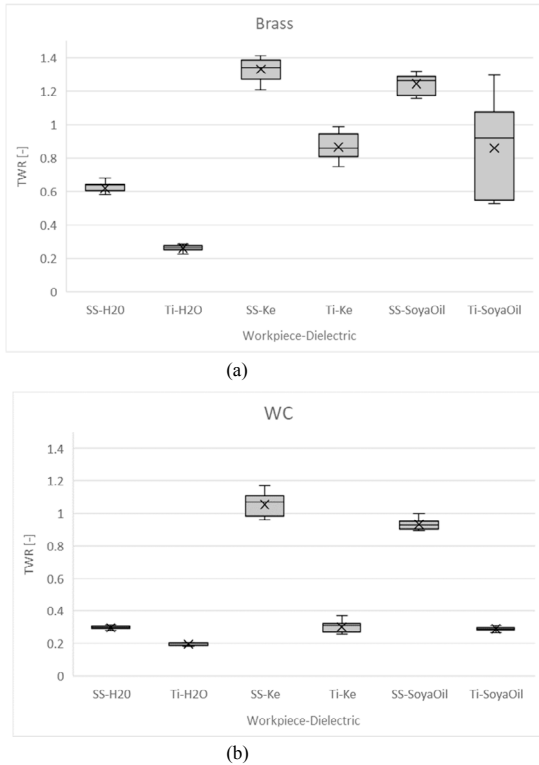 Brass
TWR [-]
1.4
1.2
1
0.8
0.6
0.4
0.2
0
SS-H20 Ti-H2O SS-Ke Ti-Ke SS-SoyaOil Ti-SoyaOil
Workpiece-Dielectric
(a)
WC
TWR [-]
1.4
1.2
1
0.8
0.6
0.4
0.2
0
SS-H20 Ti-H2O SS-Ke Ti-Ke SS-SoyaOil Ti-SoyaOil
Workpiece-Dielectric
(b)